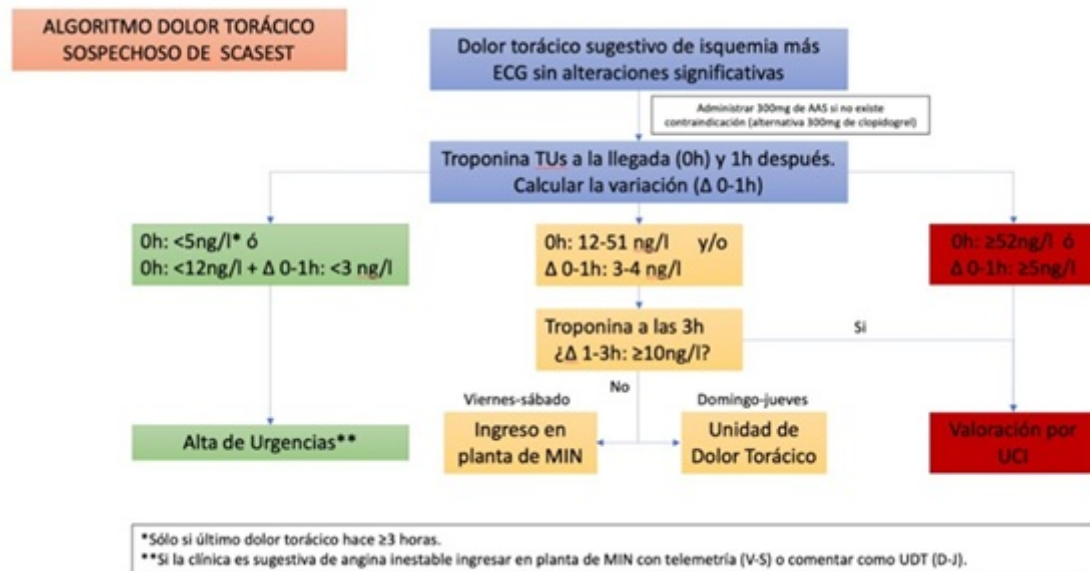 ALGORITMO DOLOR TORÁCICO
SOSPECHOSO DE SCASEST
Dolor torácico sugestivo de isquemia más
ECG sin alteraciones significativas
Administrar 300mg de AAS si no existe
contraindicación (alternativa 300mg de clopidogrel)
Troponina TUs a la llegada (0h) y 1h después.
Calcular la variación (Δ 0-1h)
0h: <5ng/l* ó
0h: <12ng/l + Δ 0-1h: <3 ng/l
0h: 12-51 ng/l y/o
Δ 0-1h: 3-4 ng/l
0h: ≥52ng/l ó
Δ 0-1h: ≥5ng/l
Troponina a las 3h
¿Δ 1-3h: ≥10ng/l?
Si
No
Viernes-sábado
Domingo-jueves
Alta de Urgencias**
Ingreso en
planta de MIN
Unidad de
Dolor Torácico
Valoración por
UCI
*Sólo si último dolor torácico hace ≥3 horas.
**Si la clínica es sugestiva de angina inestable ingresar en planta de MIN con telemetría (V-S) o comentar como UDT (D-J).